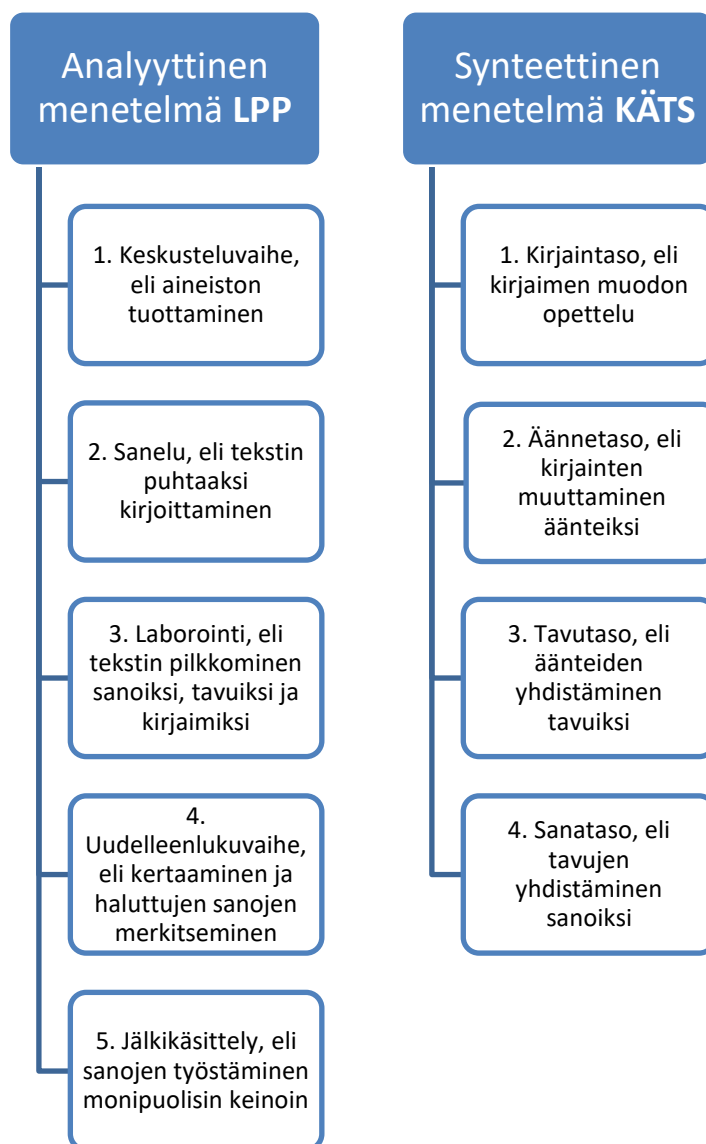 Analyyttinen
menetelmä LPP
1. Keskusteluvaihe,
eli aineiston
tuottaminen
2. Sanelu, eli tekstin
puhtaaksi
kirjoittaminen
3. Laborointi, eli
tekstin pilkkominen
sanoiksi, tavuiksi ja
kirjaimiksi
4.
Uudelleenlukuvaihe,
eli kertaaminen ja
haluttujen sanojen
merkitseminen
5. Jälkikäsittely, eli
sanojen työstäminen
monipuolisin keinoin
Synteettinen
menetelmä KÄTS
1. Kirjaintaso, eli
kirjaimen muodon
opettelu
2. Äännetaso, eli
kirjainten
muuttaminen
äänteiksi
3. Tavutaso, eli
äänteiden
yhdistäminen
tavuiksi
4. Sanataso, eli
tavujen
yhdistäminen
sanoiksi